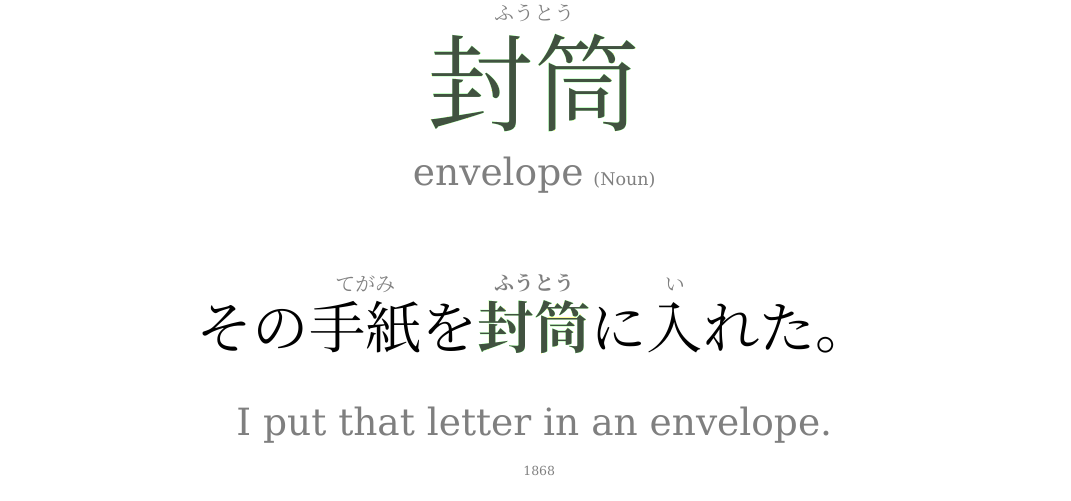 ふうとう
封筒
envelope (Noun)
てがみ ふうとう い
その手紙を封筒に入れた。
I put that letter in an envelope.
1868